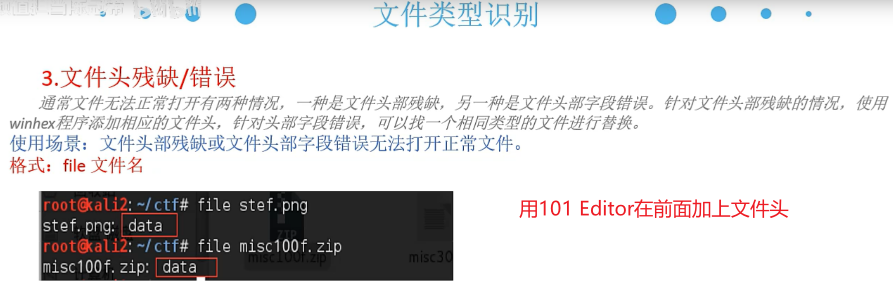 文件类型识别
3.文件头残缺/错误
通常文件无法正常打开有两种情况，一种是文件头部残缺，另一种是文件头部字段错误。针对文件头部残缺的情况，使用
winhex程序添加相应的文件头，针对头部字段错误，可以找一个相同类型的文件进行替换。
使用场景：文件头部残缺或文件头部字段错误无法打开正常文件。
格式：file 文件名
root@kali2:~/ctf# file stef.png
stef.png: data
root@kali2:~/ctf# file misc100f.zip
misc100f.zip: data
用101 Editor在前面加上文件头
ZIP
misc100f.zip
misc30